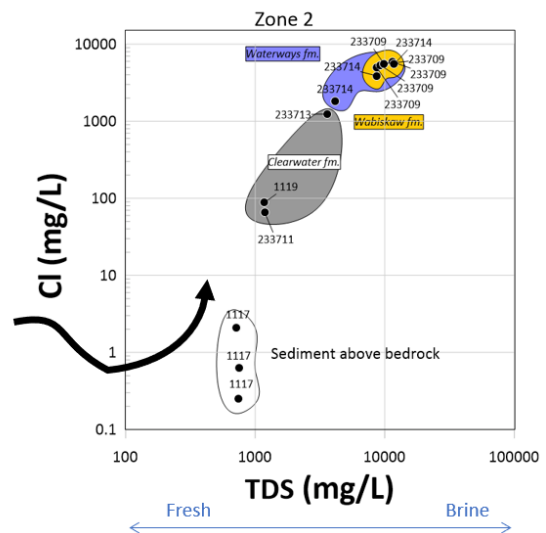 Zone 2
10000
1000
100
10
1
0.1
Cl (mg/L)
Waterways fm.
233709
233714
233714
233709
233709
233709
233714
Wabiskaw fm.
233713
Clearwater fm.
1119
233711
1117
1117
1117
Sediment above bedrock
100
1000
10000
100000
TDS (mg/L)
Fresh
Brine